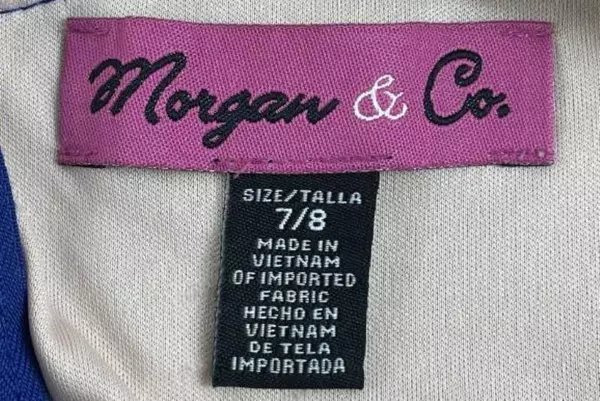 Morgan & Co.
SIZE/TALLA
7/8
MADE IN
VIETNAM
OF IMPORTED
FABRIC
HECHO EN
VIETNAM
DE TELA
IMPORTADA